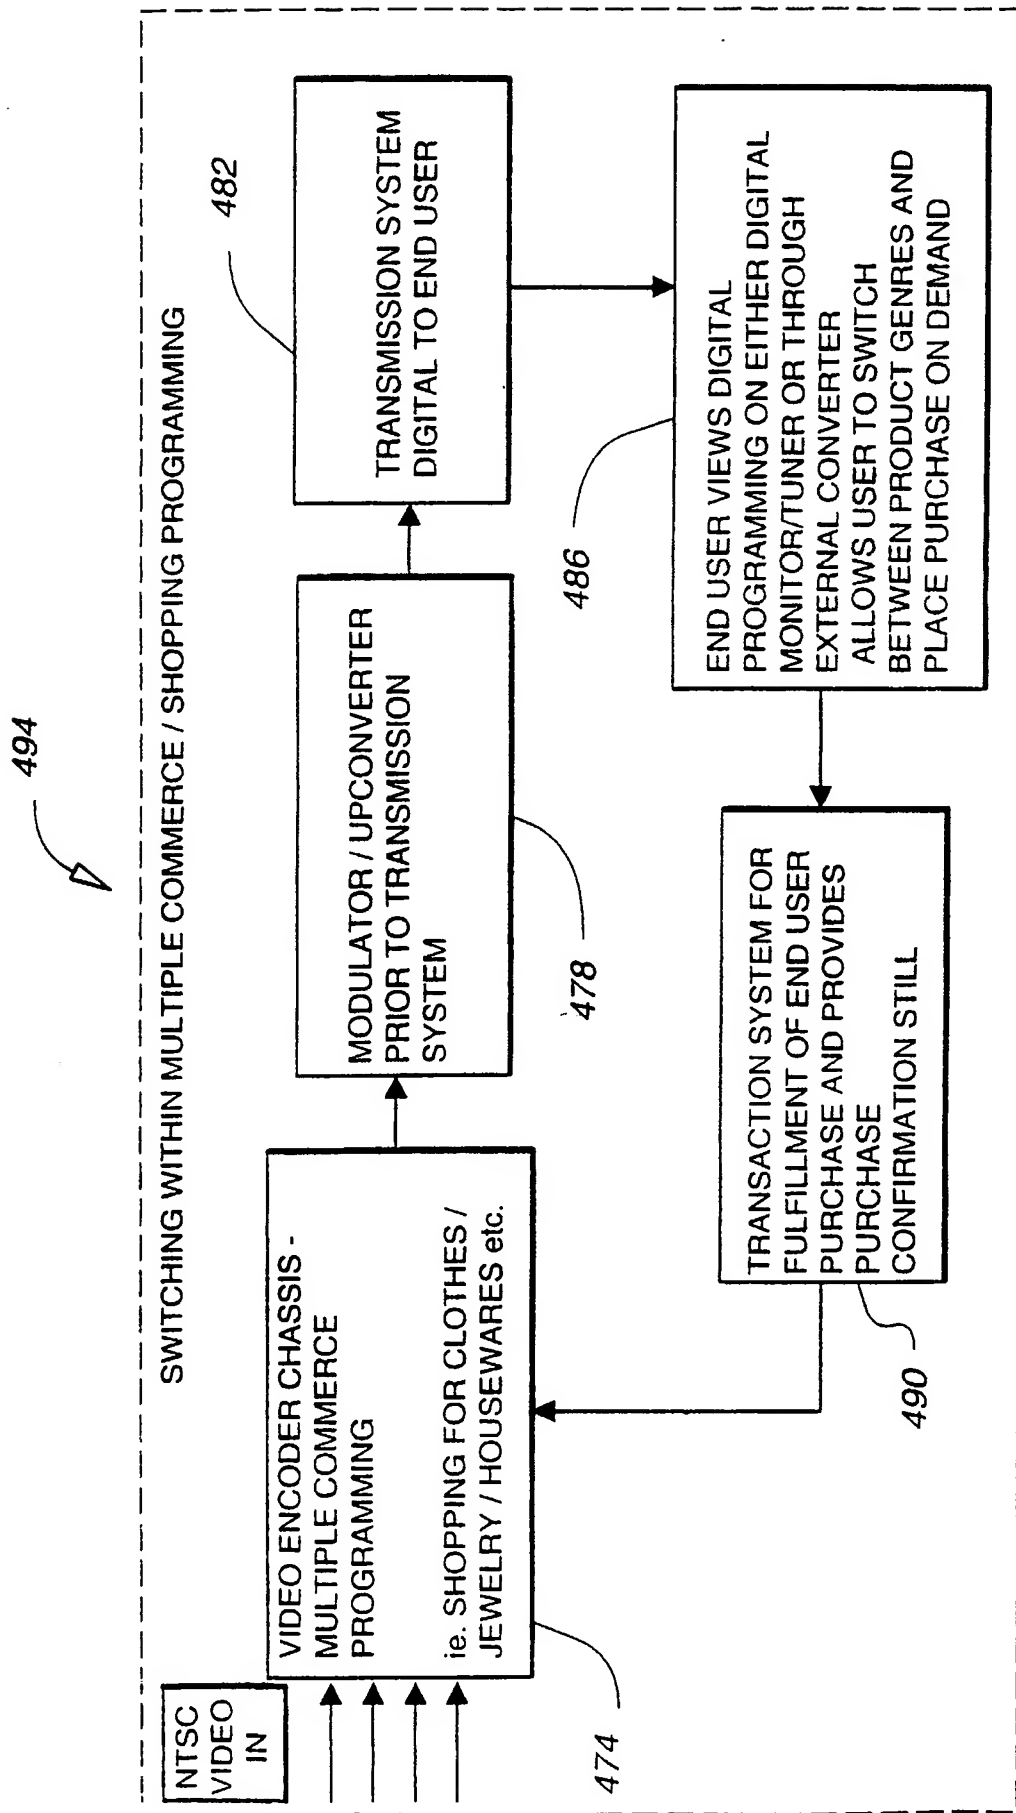 494
SWITCHING WITHIN MULTIPLE COMMERCE / SHOPPING PROGRAMMING
NTSC
VIDEO
IN
VIDEO ENCODER CHASSIS -
MULTIPLE COMMERCE
PROGRAMMING
ie. SHOPPING FOR CLOTHES /
JEWELRY / HOUSEWARES etc.
474
MODULATOR / UPCONVERTER
PRIOR TO TRANSMISSION
SYSTEM
478
482
TRANSMISSION SYSTEM
DIGITAL TO END USER
486
END USER VIEWS DIGITAL
PROGRAMMING ON EITHER DIGITAL
MONITOR/TUNER OR THROUGH
EXTERNAL CONVERTER
ALLOWS USER TO SWITCH
BETWEEN PRODUCT GENRES AND
PLACE PURCHASE ON DEMAND
TRANSACTION SYSTEM FOR
FULFILLMENT OF END USER
PURCHASE AND PROVIDES
PURCHASE
CONFIRMATION STILL
490